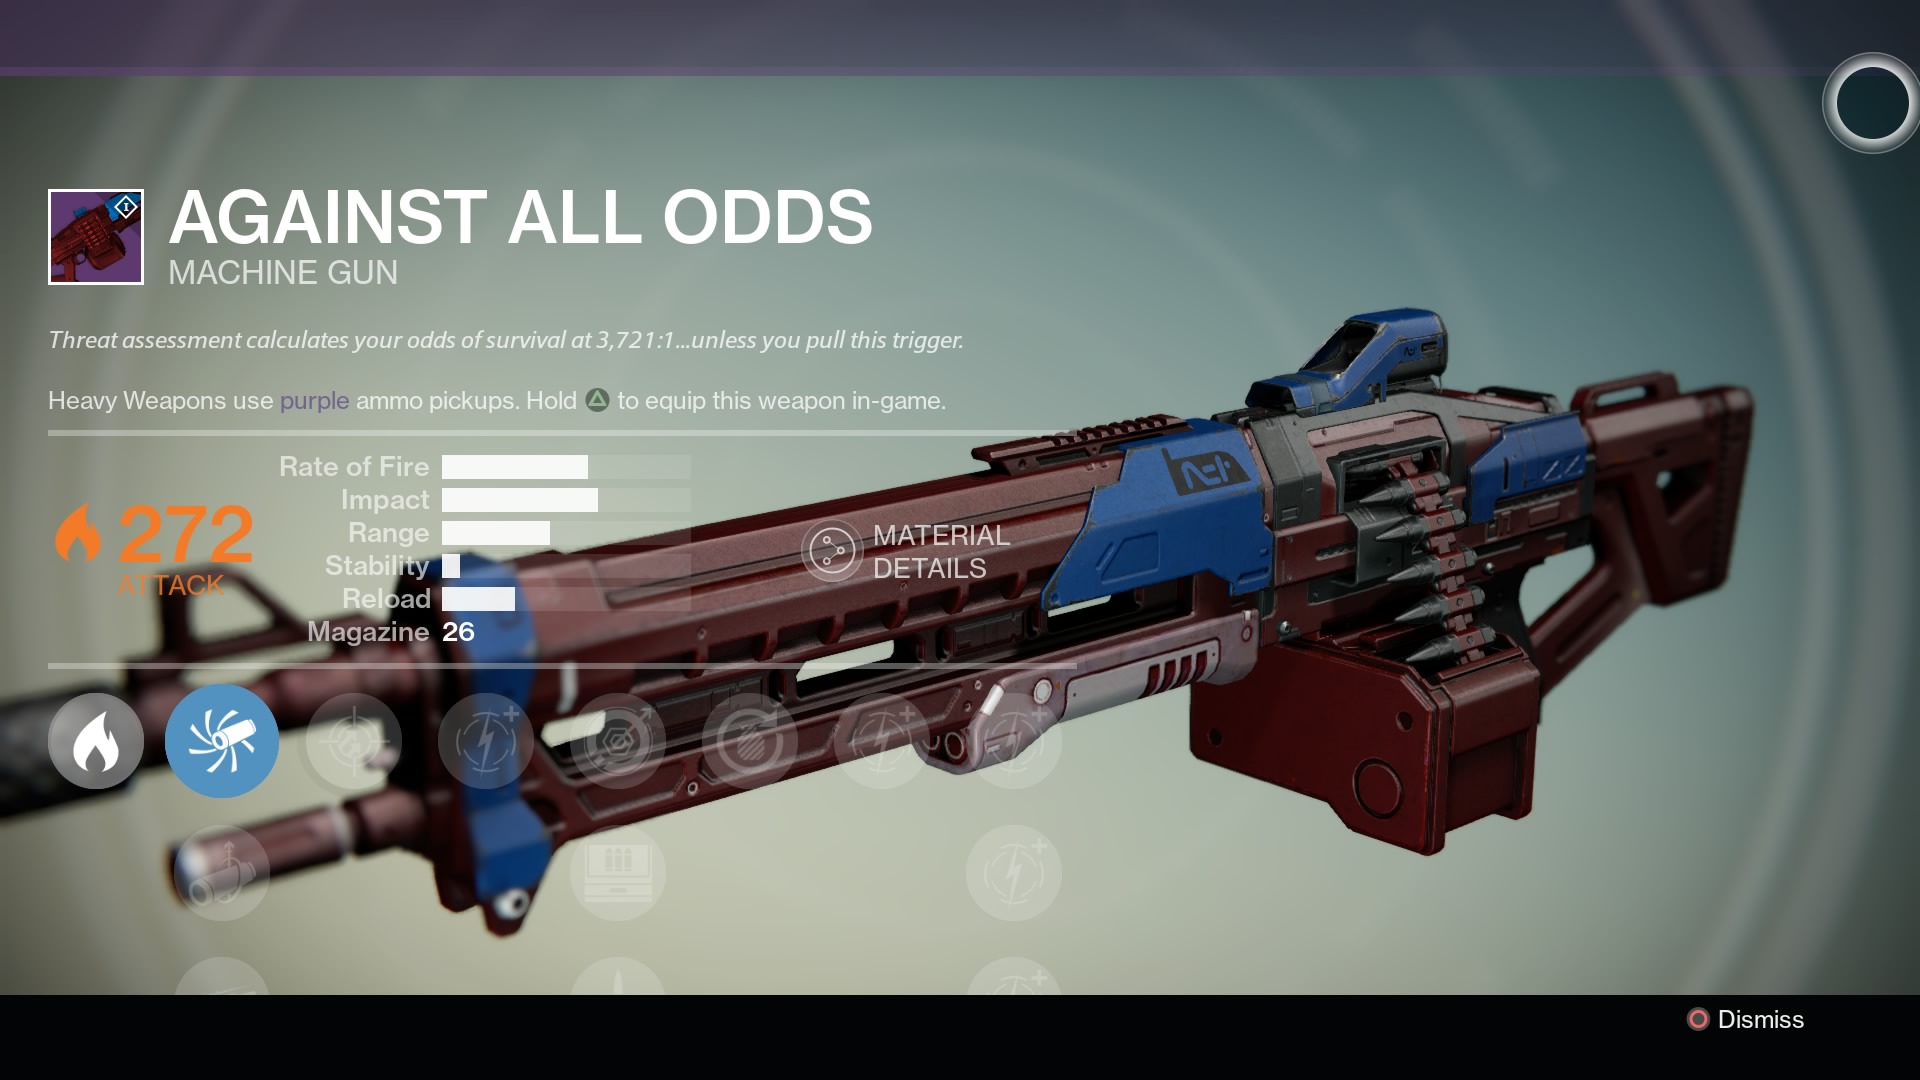 AGAINST ALL ODDS
MACHINE GUN
Threat assessment calculates your odds of survival at 3,721:1...unless you pull this trigger.
Heavy Weapons use purple ammo pickups. Hold to equip this weapon in-game.
272
ATTACK
Rate of Fire
Impact
Range
Stability
Reload
Magazine 26
MATERIAL
DETAILS
Dismiss